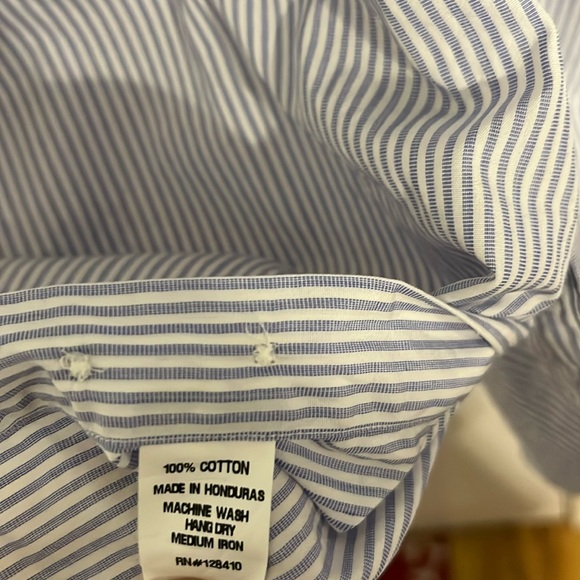 100% COTTON
MADE IN HONDURAS
MACHINE WASH
HANG DRY
MEDIUM IRON
RN#128410